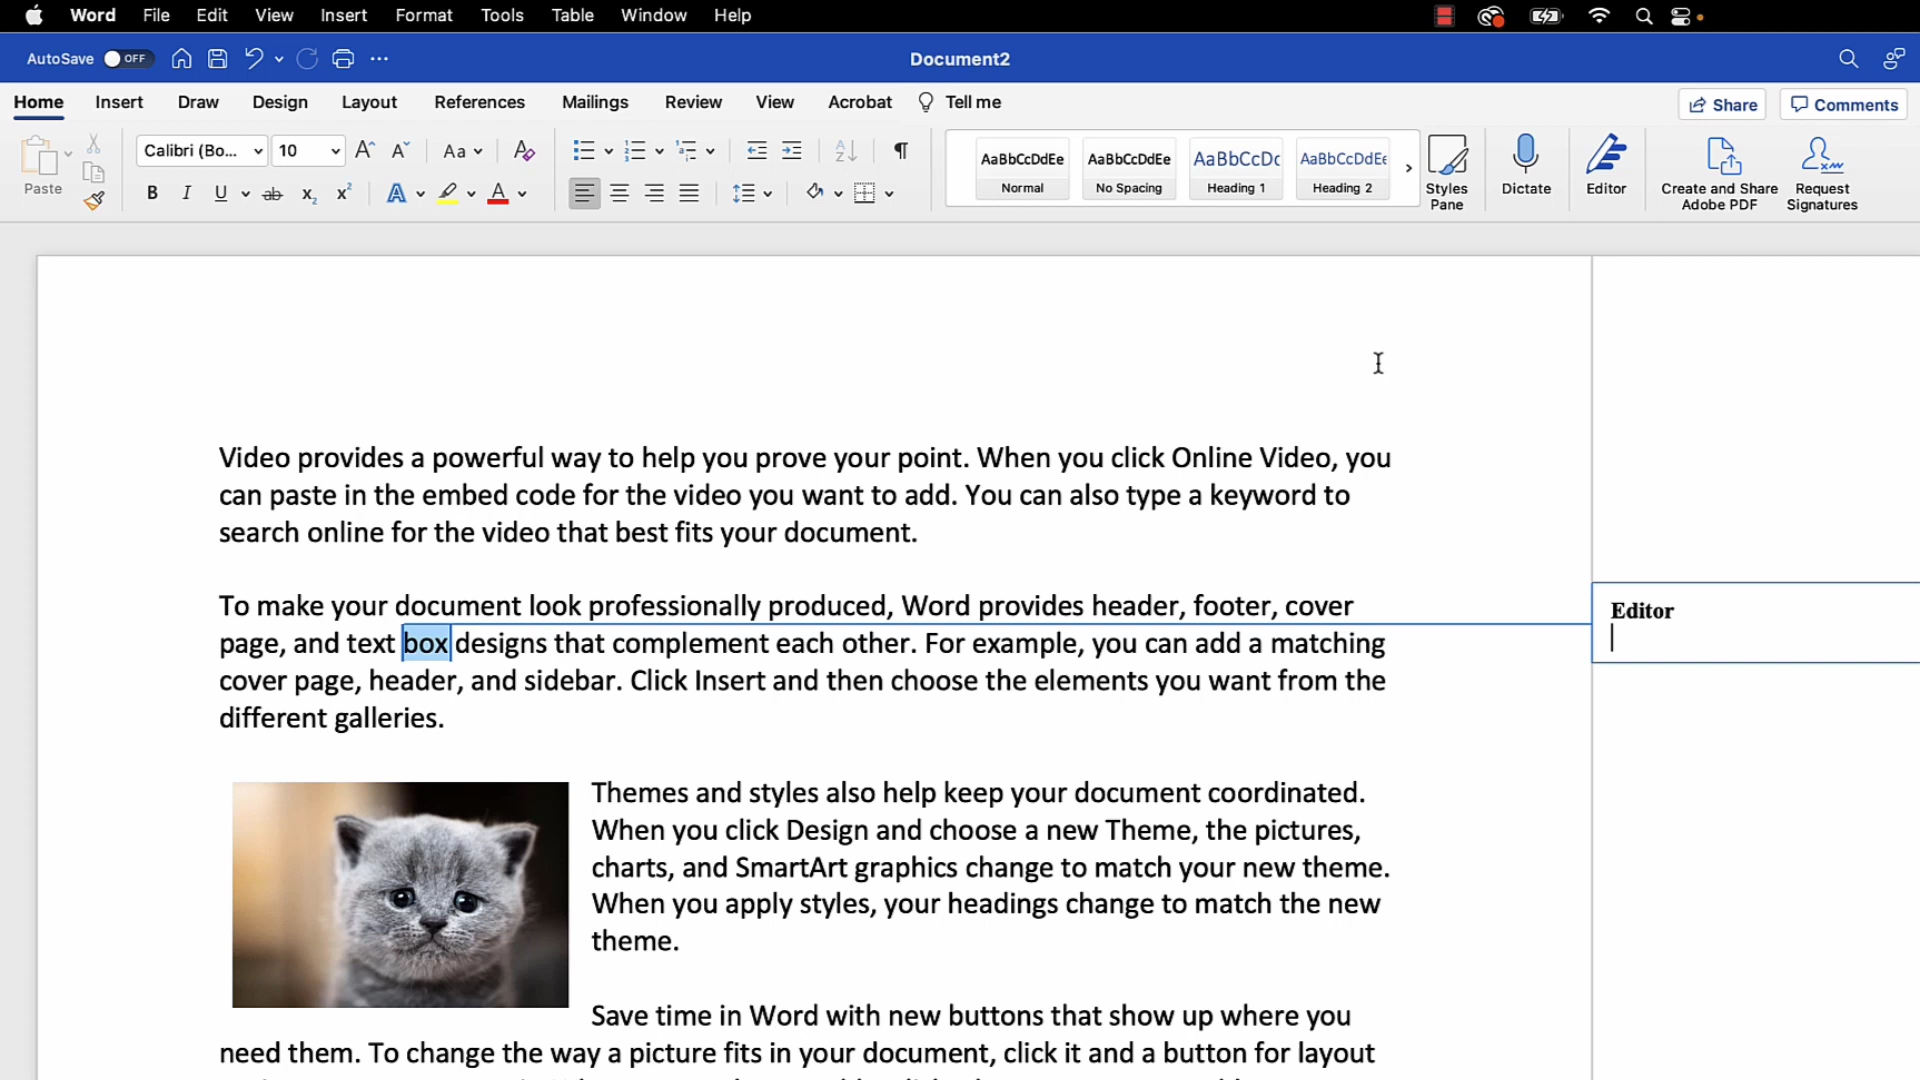 Word File Edit View Insert Format Tools Table Window Help
AutoSave OFF
Document2
Home Insert Draw Design Layout References Mailings Review View Acrobat Tell me
Share Comments
Paste
Calibri (Bo... 10
AaBbCcDdEe AaBbCcDdEe AaBbCcDc AaBbCcDdEe
Normal No Spacing Heading 1 Heading 2
Styles Pane
Dictate
Editor
Create and Share
Adobe PDF
Request
Signatures
Video provides a powerful way to help you prove your point. When you click Online Video, you
can paste in the embed code for the video you want to add. You can also type a keyword to
search online for the video that best fits your document.
To make your document look professionally produced, Word provides header, footer, cover
page, and text box designs that complement each other. For example, you can add a matching
cover page, header, and sidebar. Click Insert and then choose the elements you want from the
different galleries.
Editor
Themes and styles also help keep your document coordinated.
When you click Design and choose a new Theme, the pictures,
charts, and SmartArt graphics change to match your new theme.
When you apply styles, your headings change to match the new
theme.
Save time in Word with new buttons that show up where you
need them. To change the way a picture fits in your document, click it and a button for layout